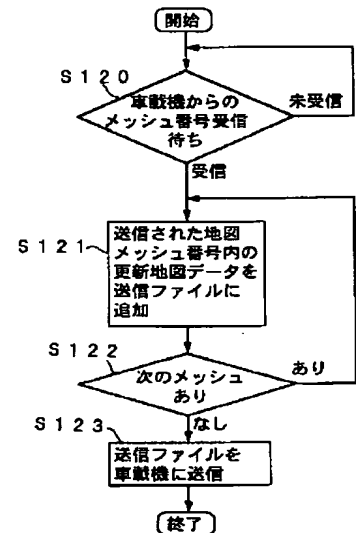 開始
S120
車載機からの
メッシュ番号受信
待ち
未受信
受信
S121
送信された地図
メッシュ番号内の
更新地図データを
送信ファイルに
追加
S122
次のメッシュ
あり
あり
なし
S123
送信ファイルを
車載機に送信
終了